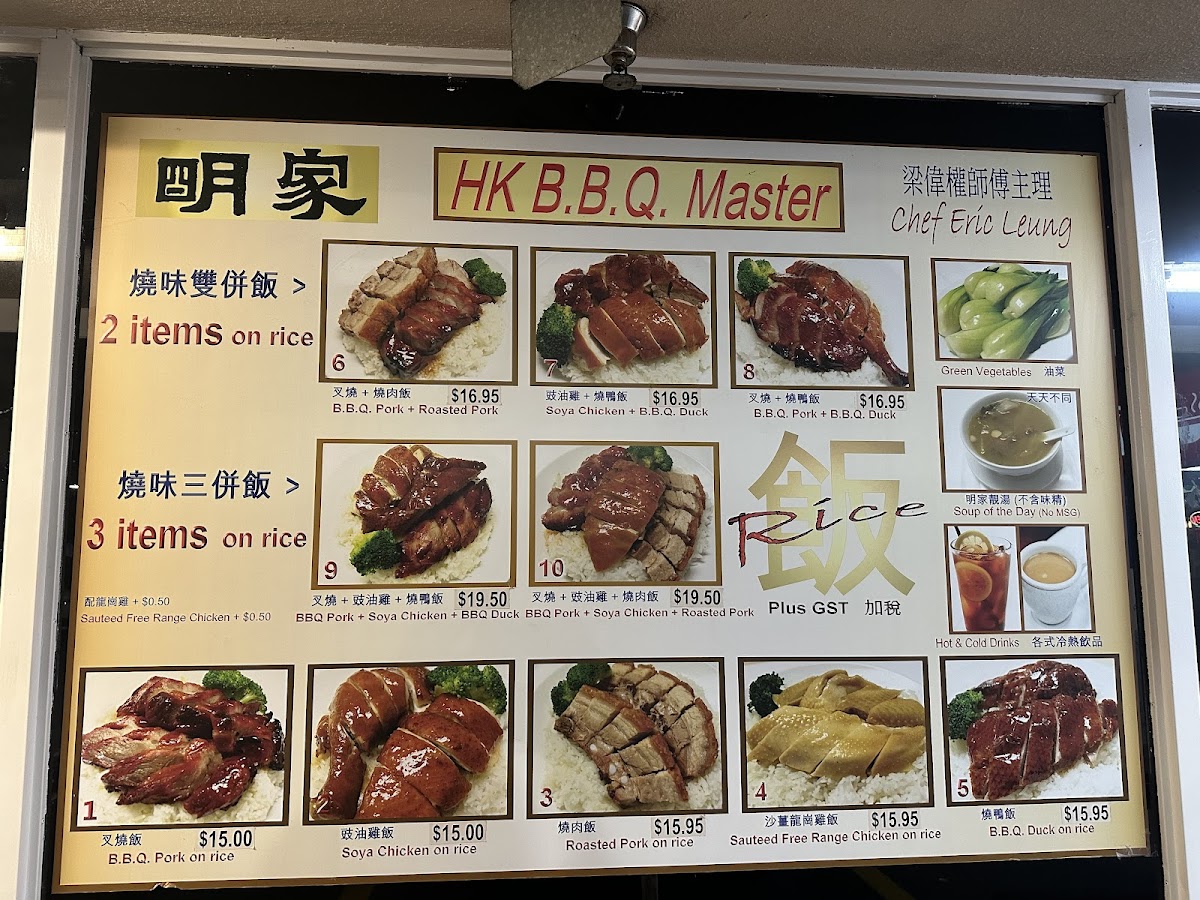 明家
HK B.B.Q. Master
梁偉權師傅主理
Chef Eric Leung
燒味雙併飯 >
2 items on rice
6
叉燒 + 燒肉飯 $16.95
B.B.Q. Pork + Roasted Pork
7
豉油雞 + 燒鴨飯 $16.95
Soya Chicken + B.B.Q. Duck
8
叉燒 + 燒鴨飯 $16.95
B.B.Q. Pork + B.B.Q. Duck
Green Vegetables 油菜
天天不同
明家靚湯 (不含味精)
Soup of the Day (No MSG)
燒味三併飯 >
3 items on rice
9
叉燒 + 豉油雞 + 燒鴨飯 $19.50
BBQ Pork + Soya Chicken + BBQ Duck
10
叉燒 + 豉油雞 + 燒肉飯 $19.50
BBQ Pork + Soya Chicken + Roasted Pork
飯
Rice
Plus GST 加稅
Hot & Cold Drinks 各式冷熱飲品
配龍崗雞 + $0.50
Sauteed Free Range Chicken + $0.50
1
叉燒飯 $15.00
B.B.Q. Pork on rice
2
豉油雞飯 $15.00
Soya Chicken on rice
3
燒肉飯 $15.95
Roasted Pork on rice
4
沙薑龍崗雞飯 $15.95
Sauteed Free Range Chicken on rice
5
燒鴨飯 $15.95
B.B.Q. Duck on rice